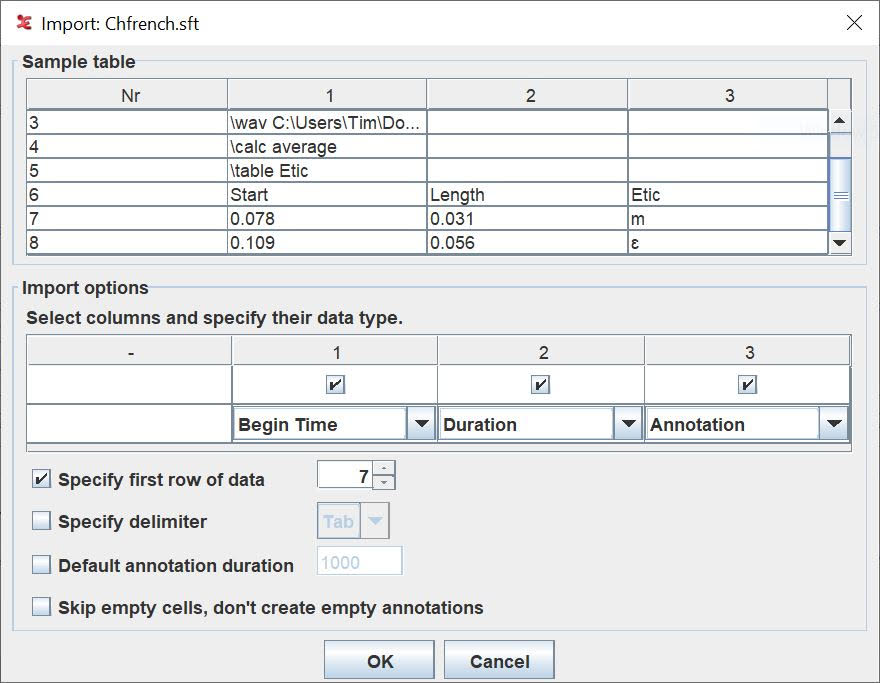 Import: Chfrench.sft
Sample table
Nr 1 2 3
3 \wav C:\Users\Tim\Do...
4 \calc average
5 \table Etic
6 Start Length Etic
7 0.078 0.031 m
8 0.109 0.056 ε
Import options
Select columns and specify their data type.
- 1 2 3
Begin Time Duration Annotation
Specify first row of data 7
Specify delimiter Tab
Default annotation duration 1000
Skip empty cells, don't create empty annotations
OK Cancel